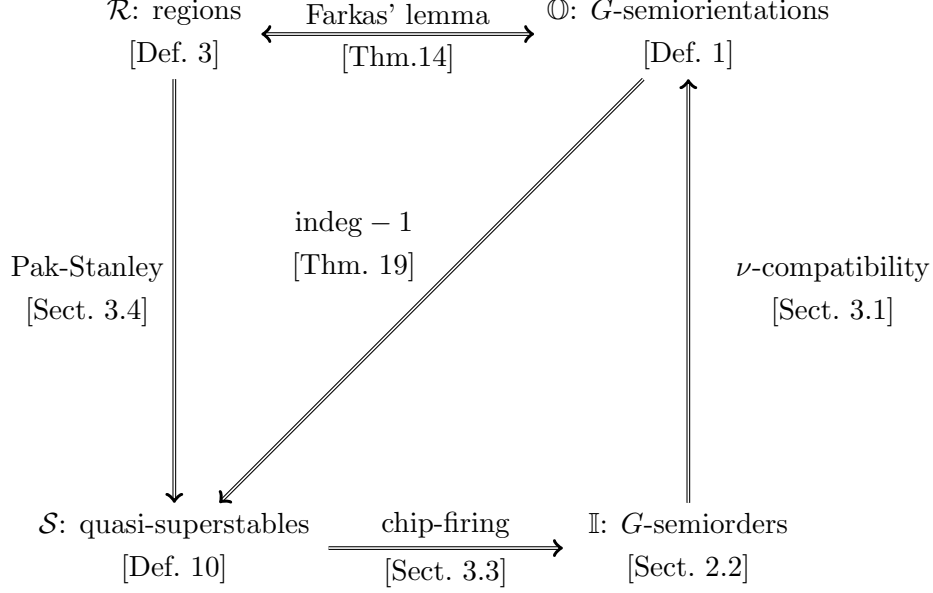 𝓡: regions
[Def. 3]
Farkas' lemma
[Thm.14]
𝕆: G-semiorientations
[Def. 1]
indeg − 1
[Thm. 19]
Pak-Stanley
[Sect. 3.4]
ν-compatibility
[Sect. 3.1]
𝓢: quasi-superstables
[Def. 10]
chip-firing
[Sect. 3.3]
𝕀: G-semiorders
[Sect. 2.2]